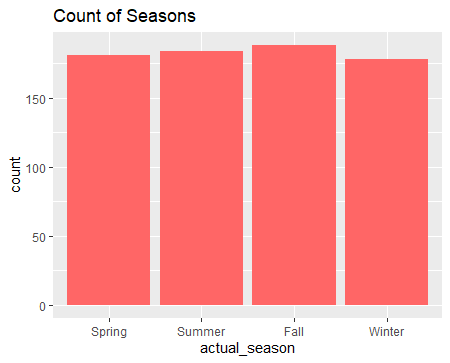 Count of Seasons
count
150
100
50
0
Spring Summer Fall Winter
actual_season